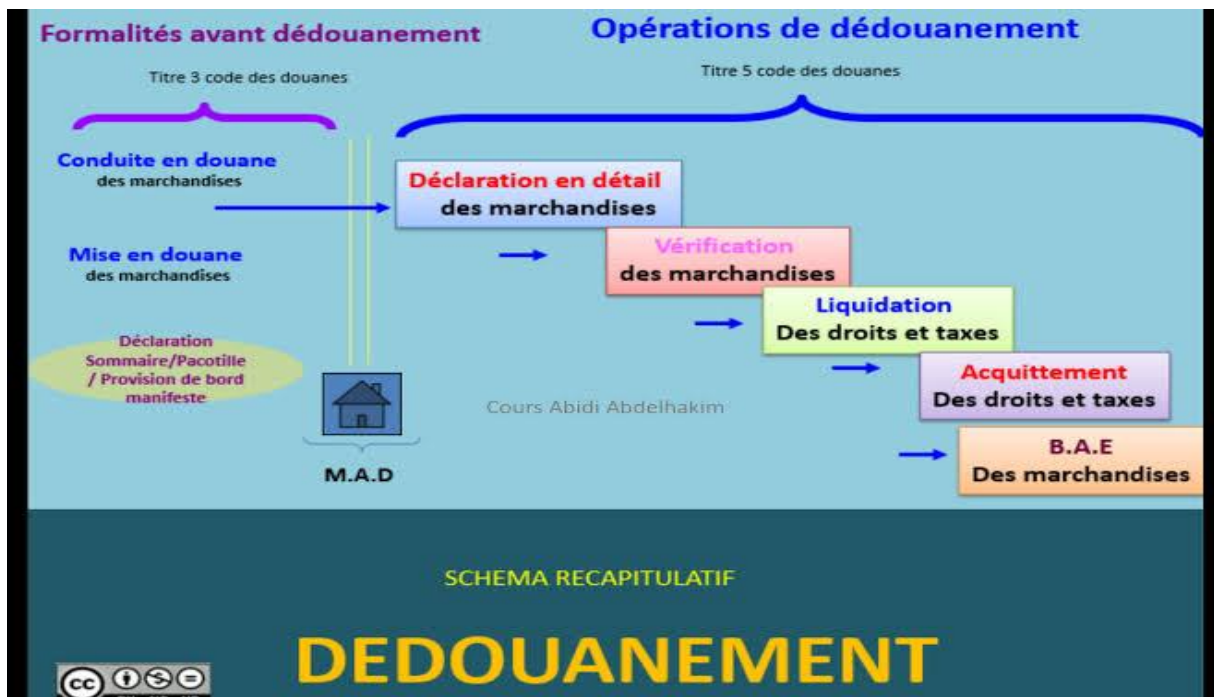 Formalités avant dédouanement
Titre 3 code des douanes
Conduite en douane
des marchandises
Mise en douane
des marchandises
Déclaration
Sommaire/Pacotille
/ Provision de bord
manifeste
M.A.D
Opérations de dédouanement
Titre 5 code des douanes
Déclaration en détail
des marchandises
Vérification
des marchandises
Liquidation
Des droits et taxes
Acquittement
Des droits et taxes
B.A.E
Des marchandises
Cours Abidi Abdelhakim
SCHEMA RECAPITULATIF
DEDOUANEMENT
cc